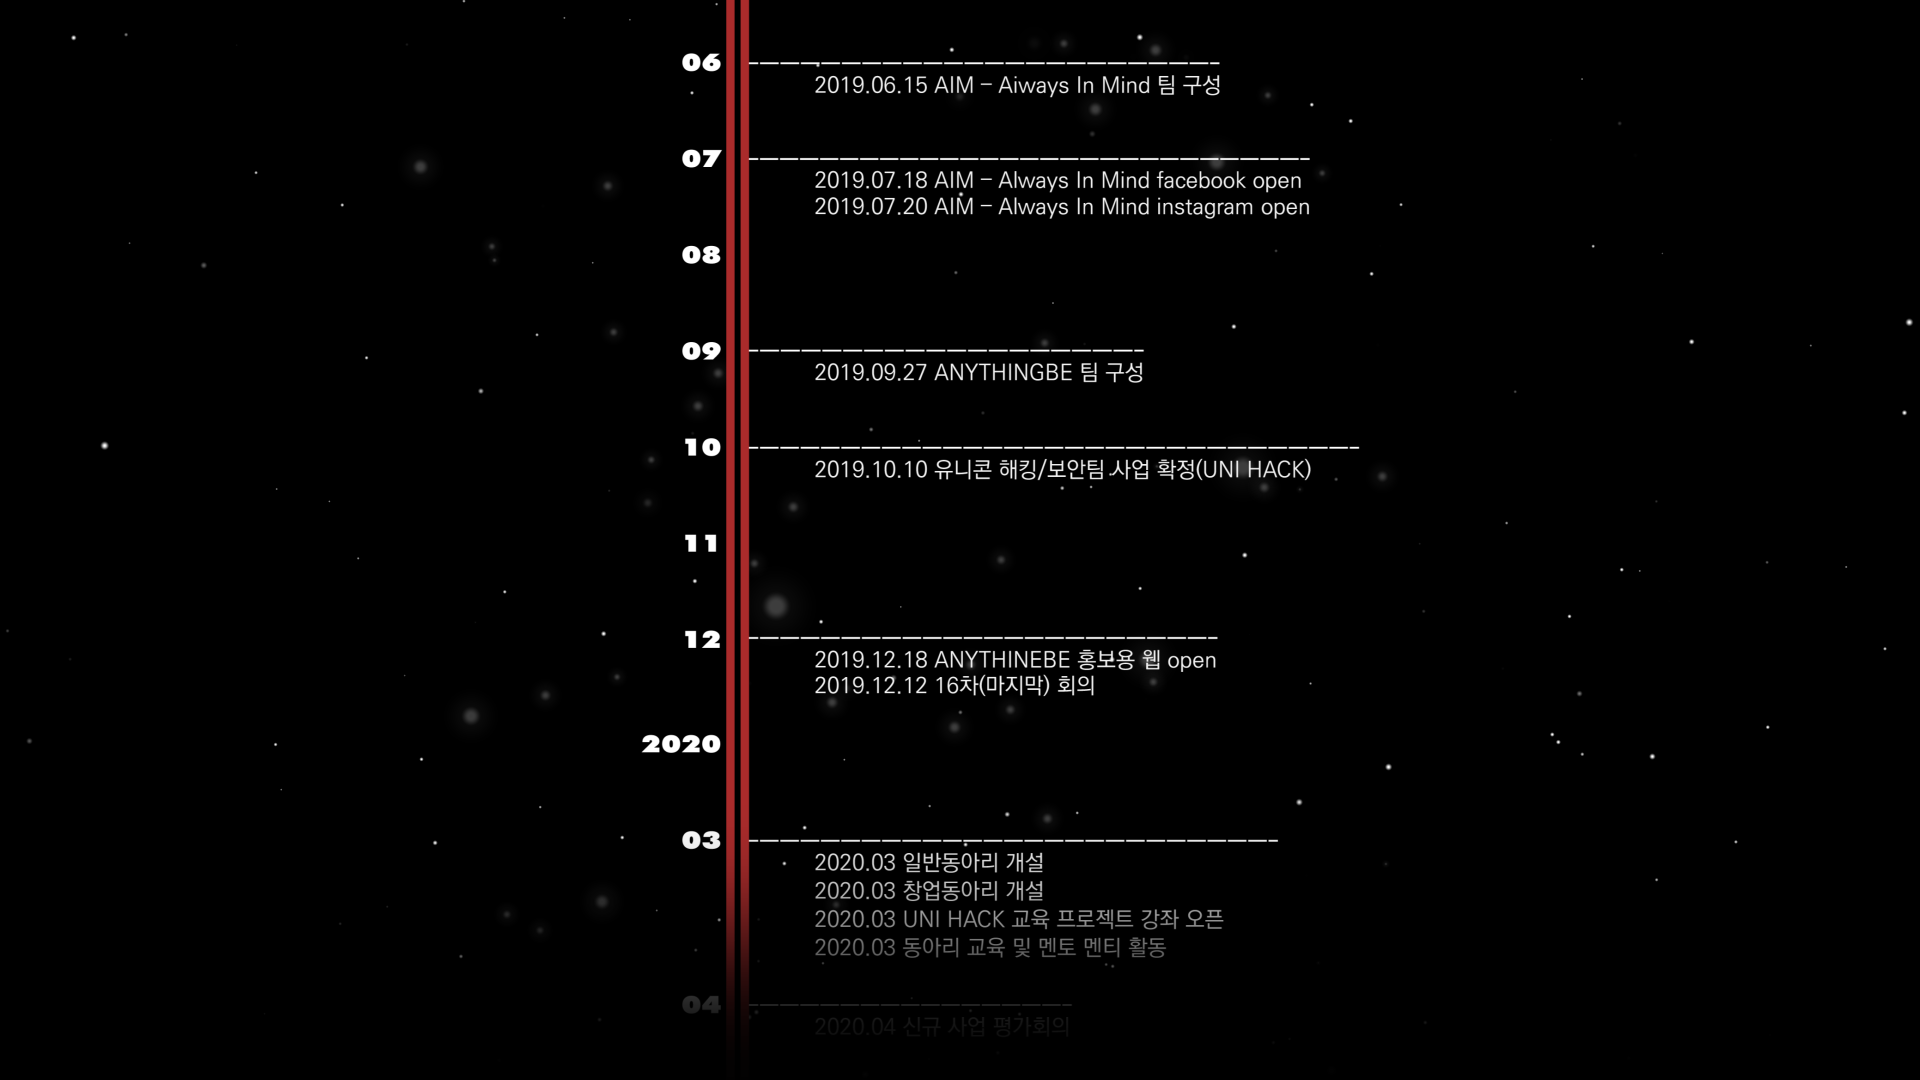 06
2019.06.15 AIM – Aiways In Mind 팀 구성
07
2019.07.18 AIM – Always In Mind facebook open
2019.07.20 AIM – Always In Mind instagram open
08
09
2019.09.27 ANYTHINGBE 팀 구성
10
2019.10.10 유니콘 해킹/보안팀 사업 확정(UNI HACK)
11
12
2019.12.18 ANYTHINEBE 홍보용 웹 open
2019.12.12 16차(마지막) 회의
2020
03
2020.03 일반동아리 개설
2020.03 창업동아리 개설
2020.03 UNI HACK 교육 프로젝트 강좌 오픈
2020.03 동아리 교육 및 멘토 멘티 활동
04
2020.04 신규 사업 평가회의